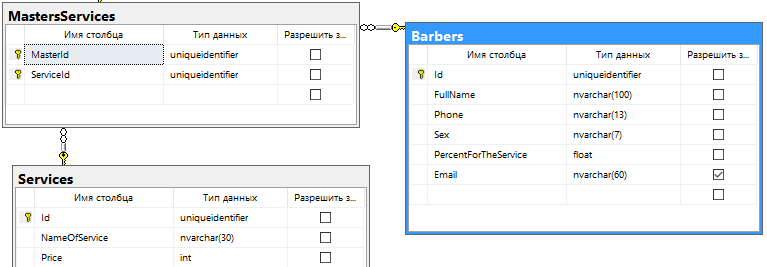 MastersServices
Имя столбца Тип данных Разрешить з...
MasterId uniqueidentifier
ServiceId uniqueidentifier
Barbers
Имя столбца Тип данных Разрешить з...
Id uniqueidentifier
FullName nvarchar(100)
Phone nvarchar(13)
Sex nvarchar(7)
PercentForTheService float
Email nvarchar(60)
Services
Имя столбца Тип данных Разрешить з...
Id uniqueidentifier
NameOfService nvarchar(30)
Price int